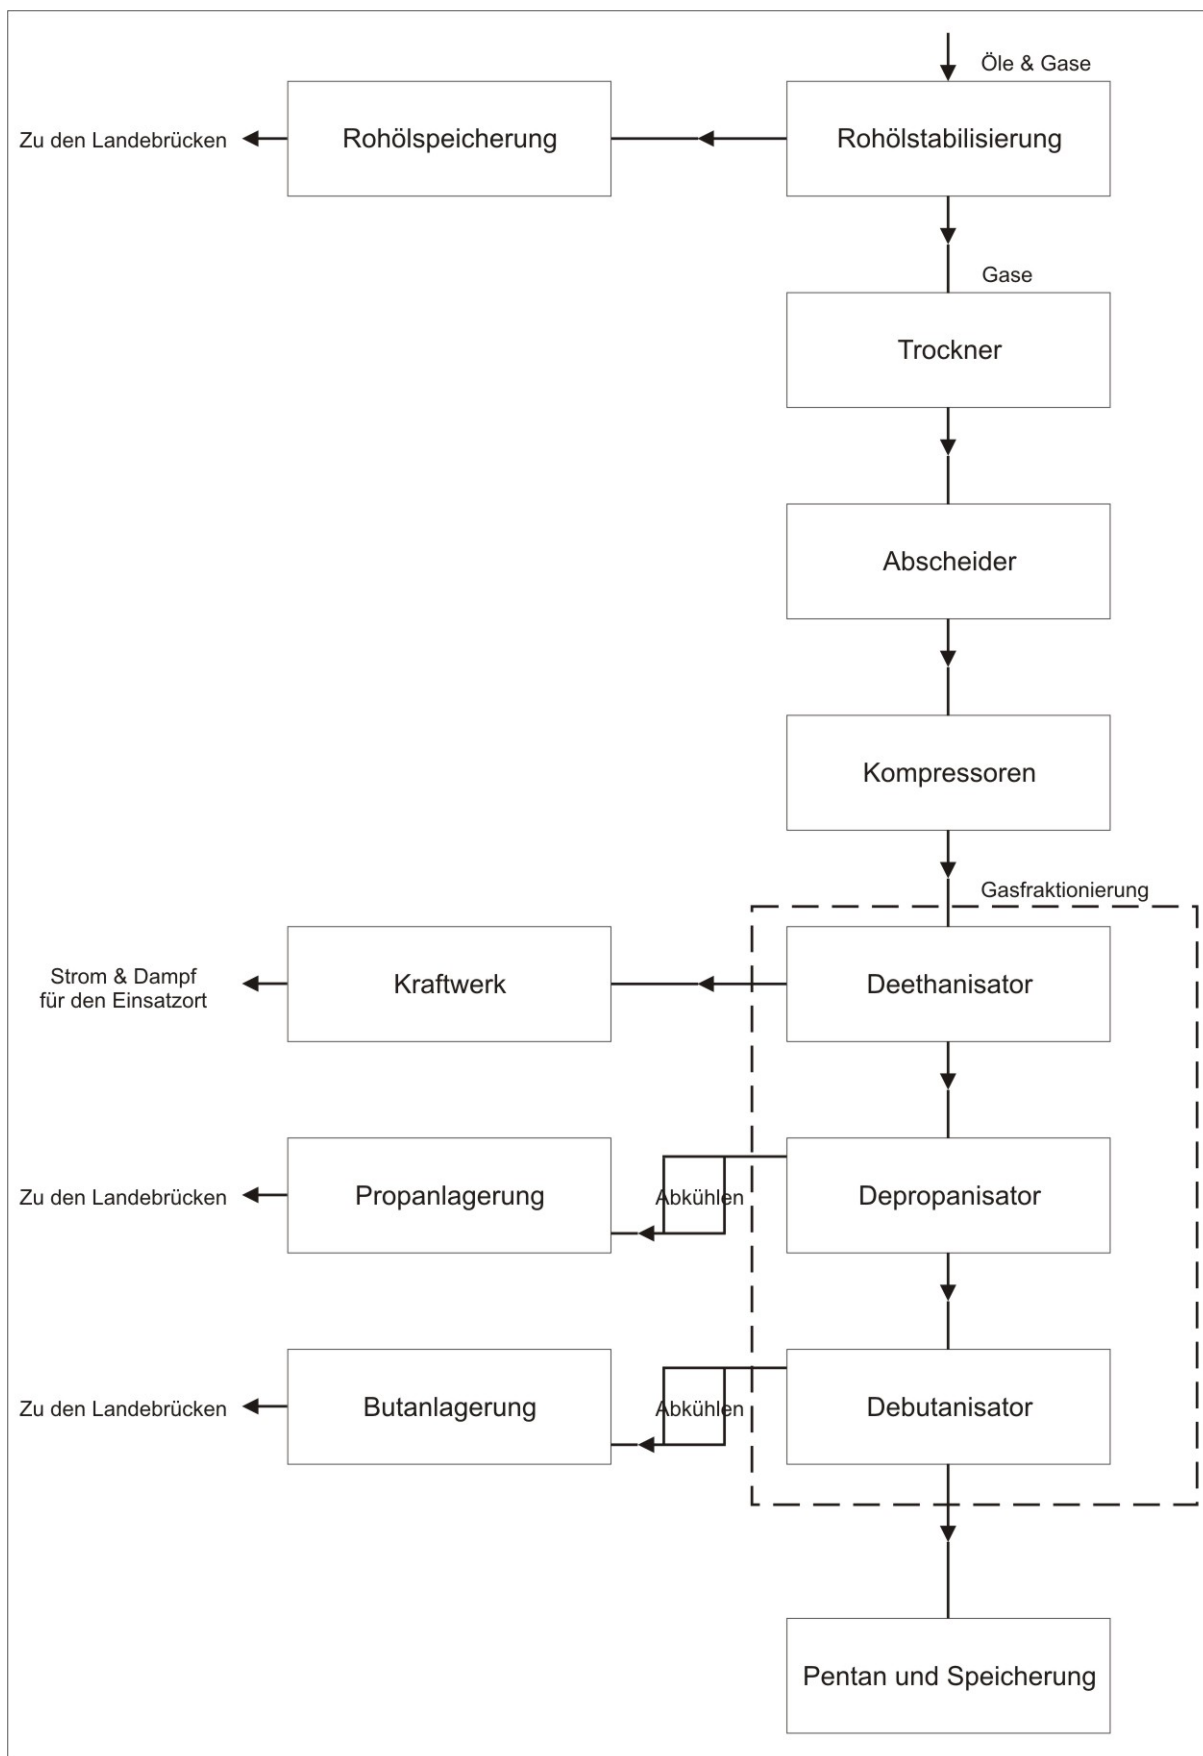 Öle & Gase
Zu den Landebrücken
Rohölspeicherung
Rohölstabilisierung
Gase
Trockner
Abscheider
Kompressoren
Gasfraktionierung
Strom & Dampf
für den Einsatzort
Kraftwerk
Deethanisator
Zu den Landebrücken
Propanlagerung
Abkühlen
Depropanisator
Zu den Landebrücken
Butanlagerung
Abkühlen
Debutanisator
Pentan und Speicherung